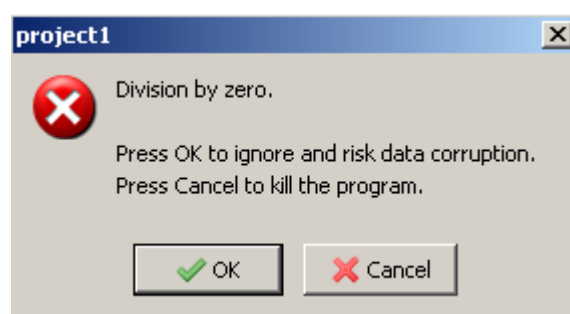 project1
Division by zero.
Press OK to ignore and risk data corruption.
Press Cancel to kill the program.
OK
Cancel